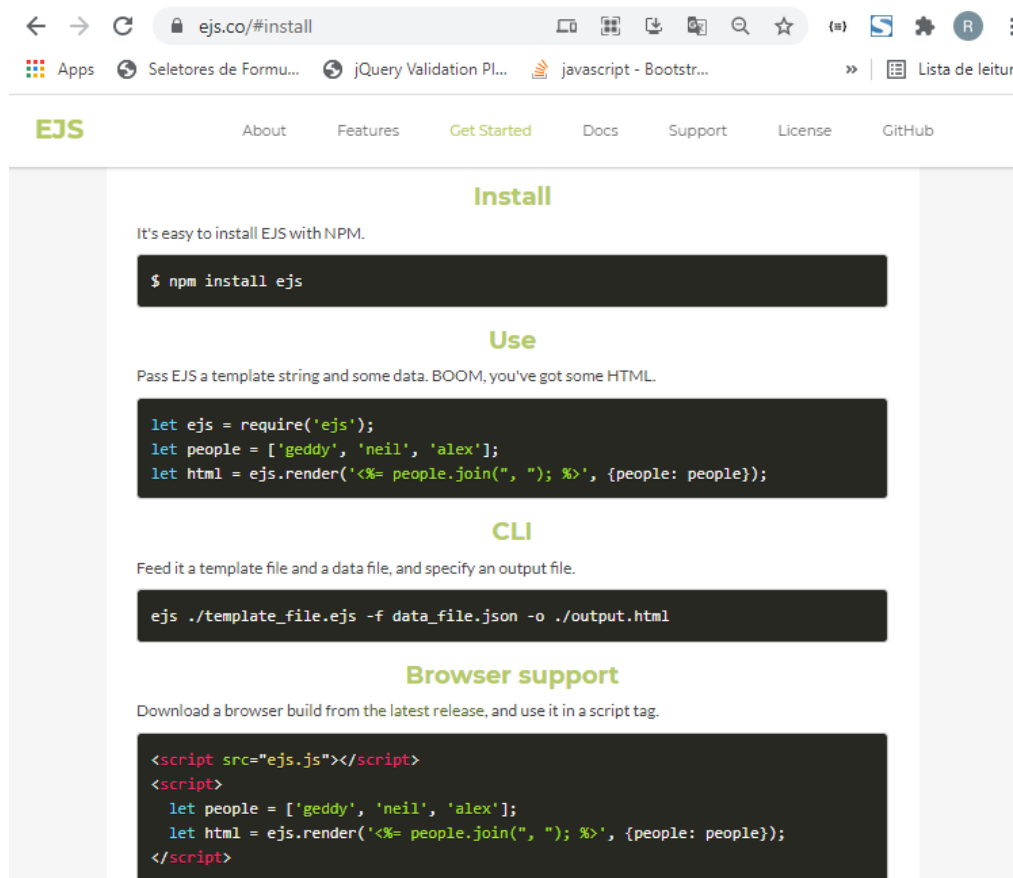 ejs.co/#install
R
Apps
Seletores de Formu...
jQuery Validation Pl...
javascript - Bootstr...
»
Lista de leitur
EJS
About
Features
Get Started
Docs
Support
License
GitHub
Install
It's easy to install EJS with NPM.
$ npm install ejs
Use
Pass EJS a template string and some data. BOOM, you've got some HTML.
let ejs = require('ejs');
let people = ['geddy', 'neil', 'alex'];
let html = ejs.render('<%= people.join(", "); %>', {people: people});
CLI
Feed it a template file and a data file, and specify an output file.
ejs ./template_file.ejs -f data_file.json -o ./output.html
Browser support
Download a browser build from the latest release, and use it in a script tag.
<script src="ejs.js"></script>
<script>
  let people = ['geddy', 'neil', 'alex'];
  let html = ejs.render('<%= people.join(", "); %>', {people: people});
</script>